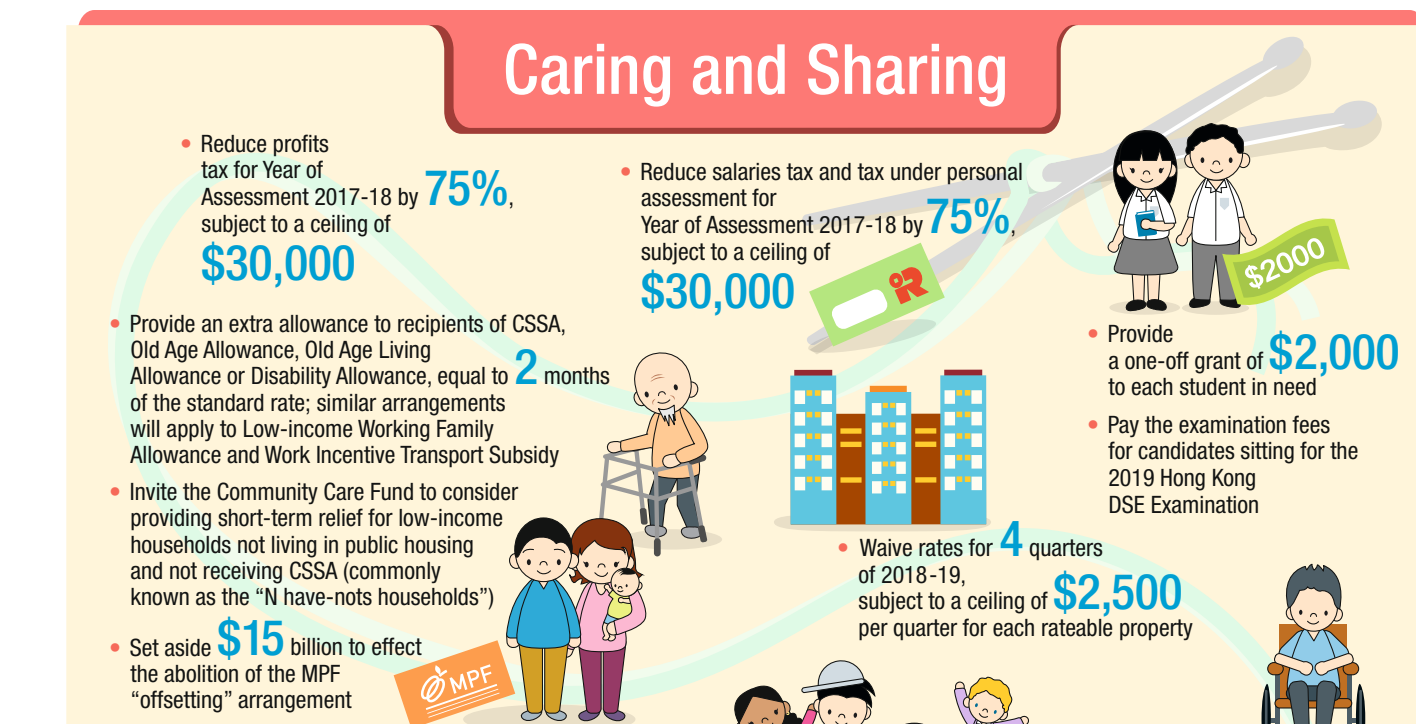 Caring and Sharing
• Reduce profits
tax for Year of
Assessment 2017-18 by 75%,
subject to a ceiling of
$30,000
• Reduce salaries tax and tax under personal
assessment for
Year of Assessment 2017-18 by 75%,
subject to a ceiling of
$30,000
$2000
• Provide an extra allowance to recipients of CSSA,
Old Age Allowance, Old Age Living
Allowance or Disability Allowance, equal to 2 months
of the standard rate; similar arrangements
will apply to Low-income Working Family
Allowance and Work Incentive Transport Subsidy
• Invite the Community Care Fund to consider
providing short-term relief for low-income
households not living in public housing
and not receiving CSSA (commonly
known as the “N have-nots households”)
• Set aside $15 billion to effect
the abolition of the MPF
“offsetting” arrangement
MPF
• Provide
a one-off grant of $2,000
to each student in need
• Pay the examination fees
for candidates sitting for the
2019 Hong Kong
DSE Examination
• Waive rates for 4 quarters
of 2018-19,
subject to a ceiling of $2,500
per quarter for each rateable property